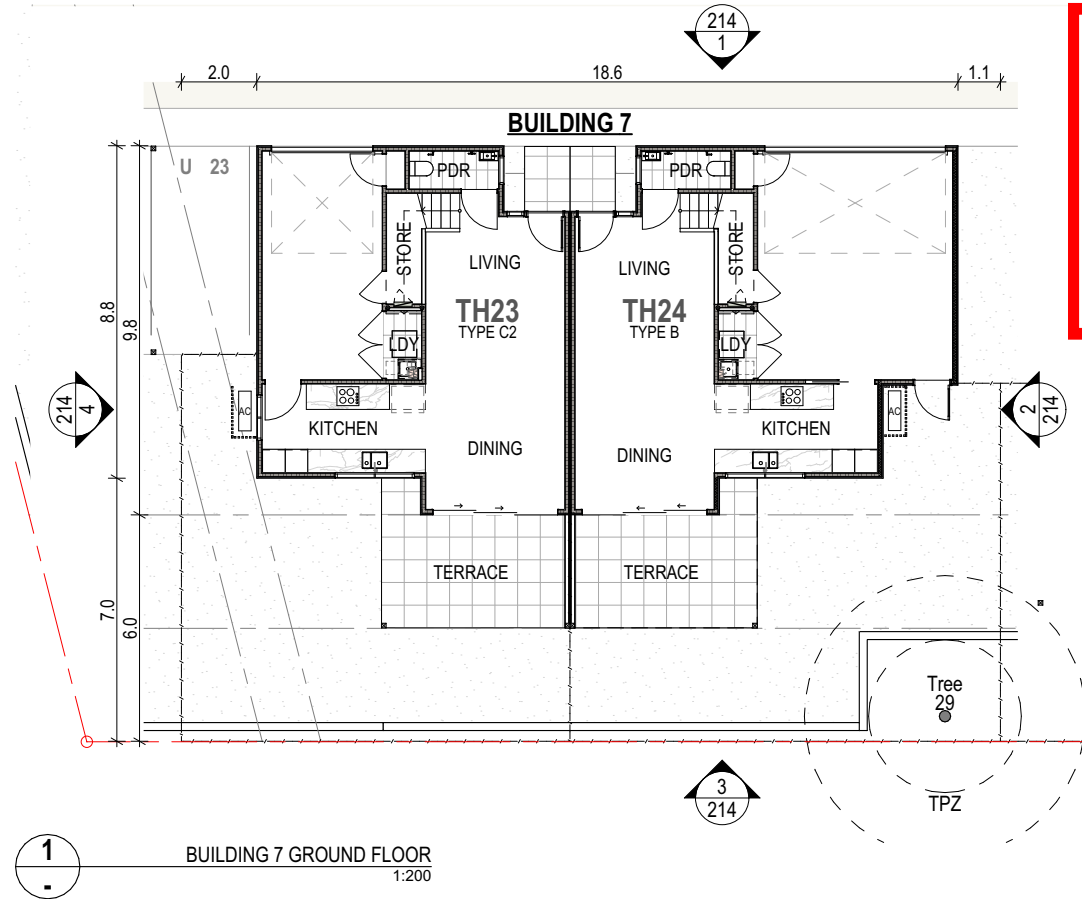 214
1
2.0
18.6
1.1
BUILDING 7
U 23
PDR
PDR
STORE
STORE
LIVING
LIVING
TH23
TYPE C2
TH24
TYPE B
8.8
9.8
LDY
LDY
214
4
AC
AC
2
214
KITCHEN
KITCHEN
DINING
DINING
TERRACE
TERRACE
7.0
6.0
Tree
29
3
214
TPZ
1
-
BUILDING 7 GROUND FLOOR
1:200